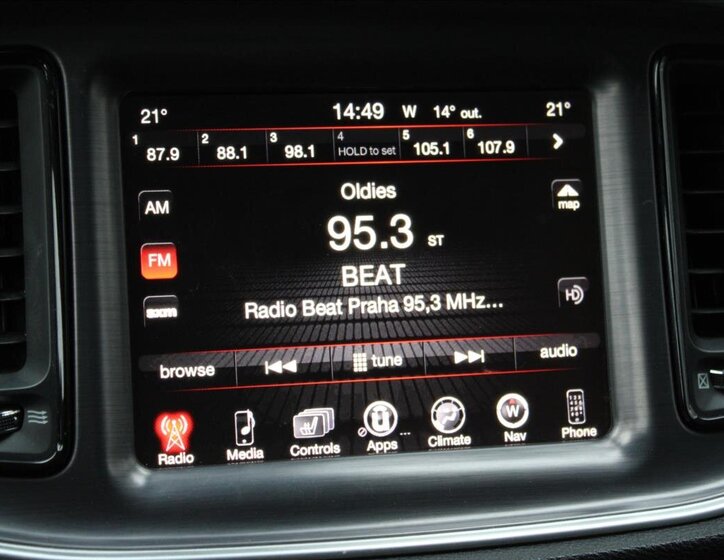 21° 14:49 W 14° out. 21°
1 87.9 2 88.1 3 98.1 4 HOLD to set 5 105.1 6 107.9
Oldies
AM
map
95.3 ST
FM
BEAT
HD
Radio Beat Praha 95,3 MHz...
sxm
browse tune audio
Radio Media Controls Apps ... Climate Nav Phone
W